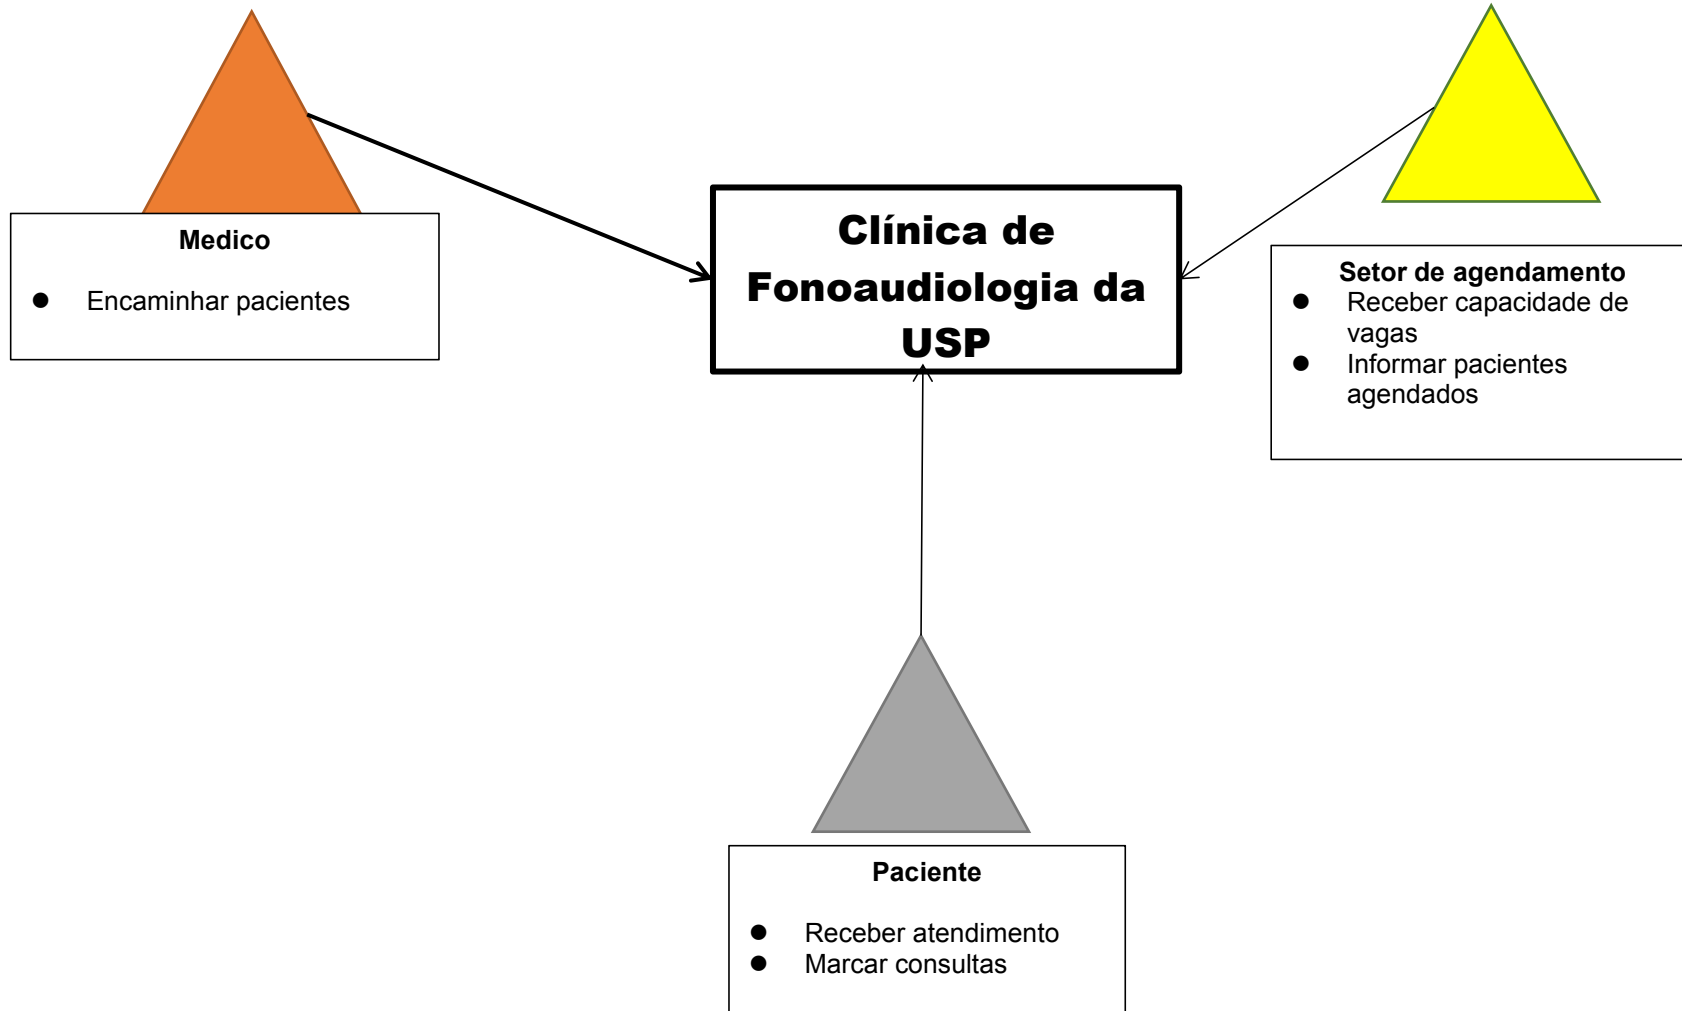 Medico
● Encaminhar pacientes
Clínica de
Fonoaudiologia da
USP
Setor de agendamento
● Receber capacidade de
vagas
● Informar pacientes
agendados
Paciente
● Receber atendimento
● Marcar consultas